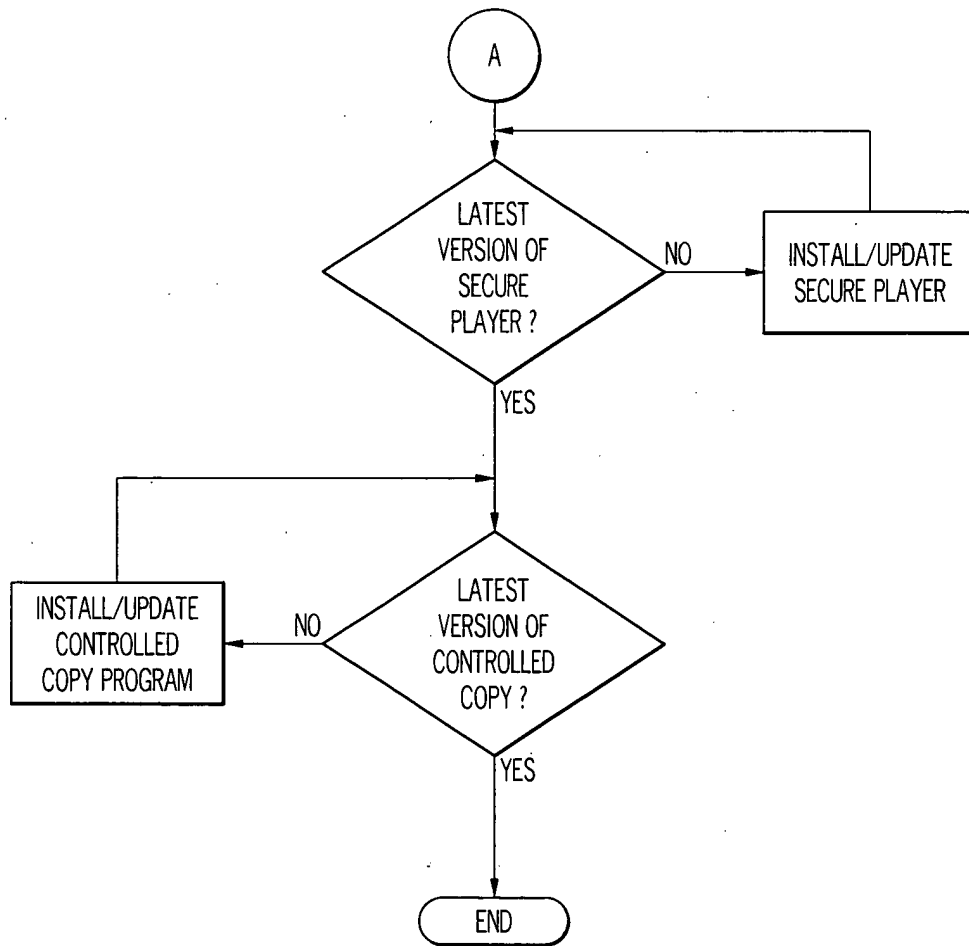 A
LATEST
VERSION OF
SECURE
PLAYER ?
NO
INSTALL/UPDATE
SECURE PLAYER
YES
INSTALL/UPDATE
CONTROLLED
COPY PROGRAM
NO
LATEST
VERSION OF
CONTROLLED
COPY ?
YES
END